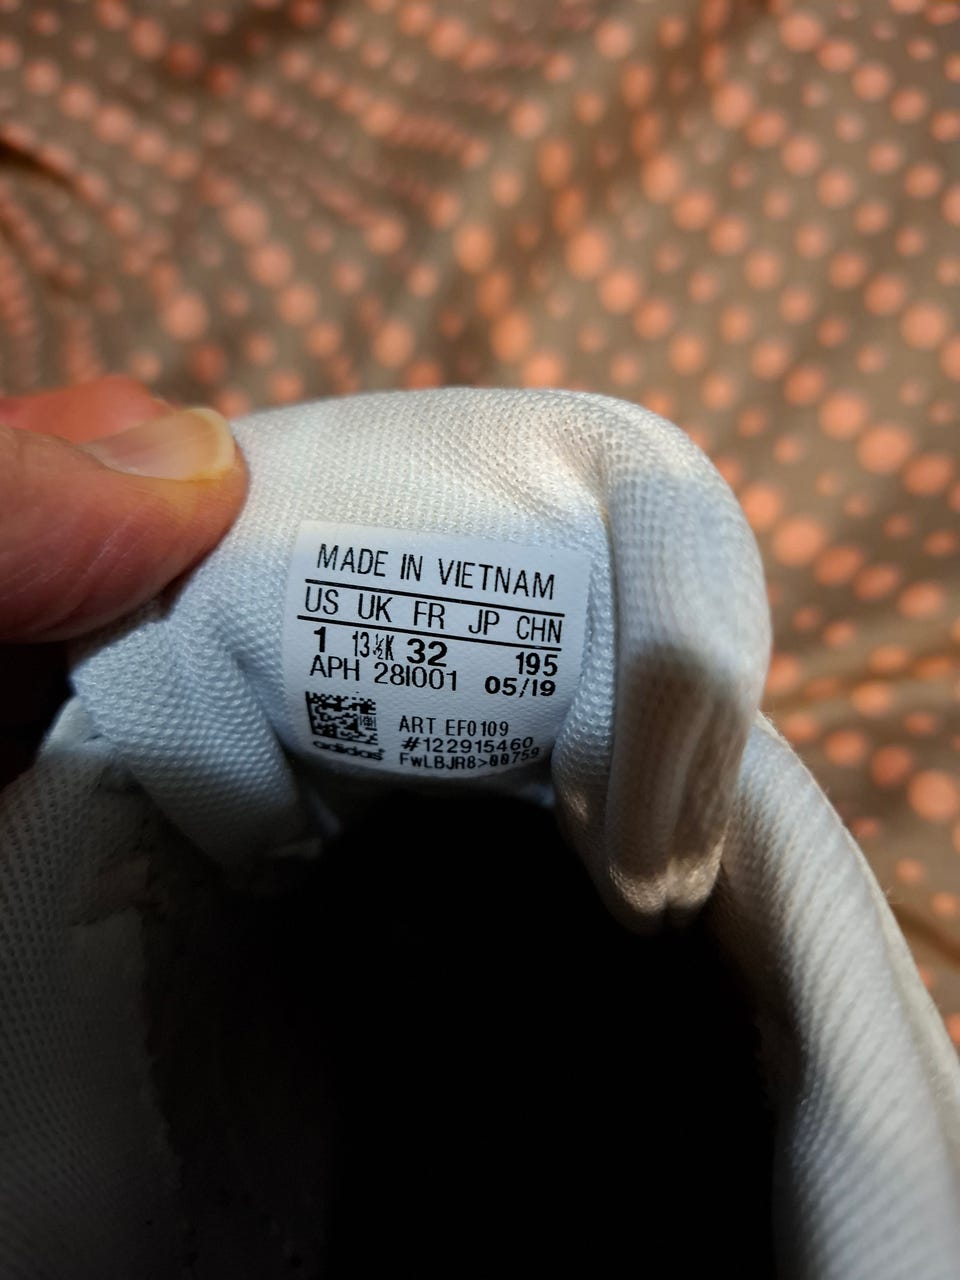 MADE IN VIETNAM
US UK FR JP CHN
1 13½K 32 195
APH 28I001 05/19
ART EF0109
#122915460
adidas FwLBJR8>00759